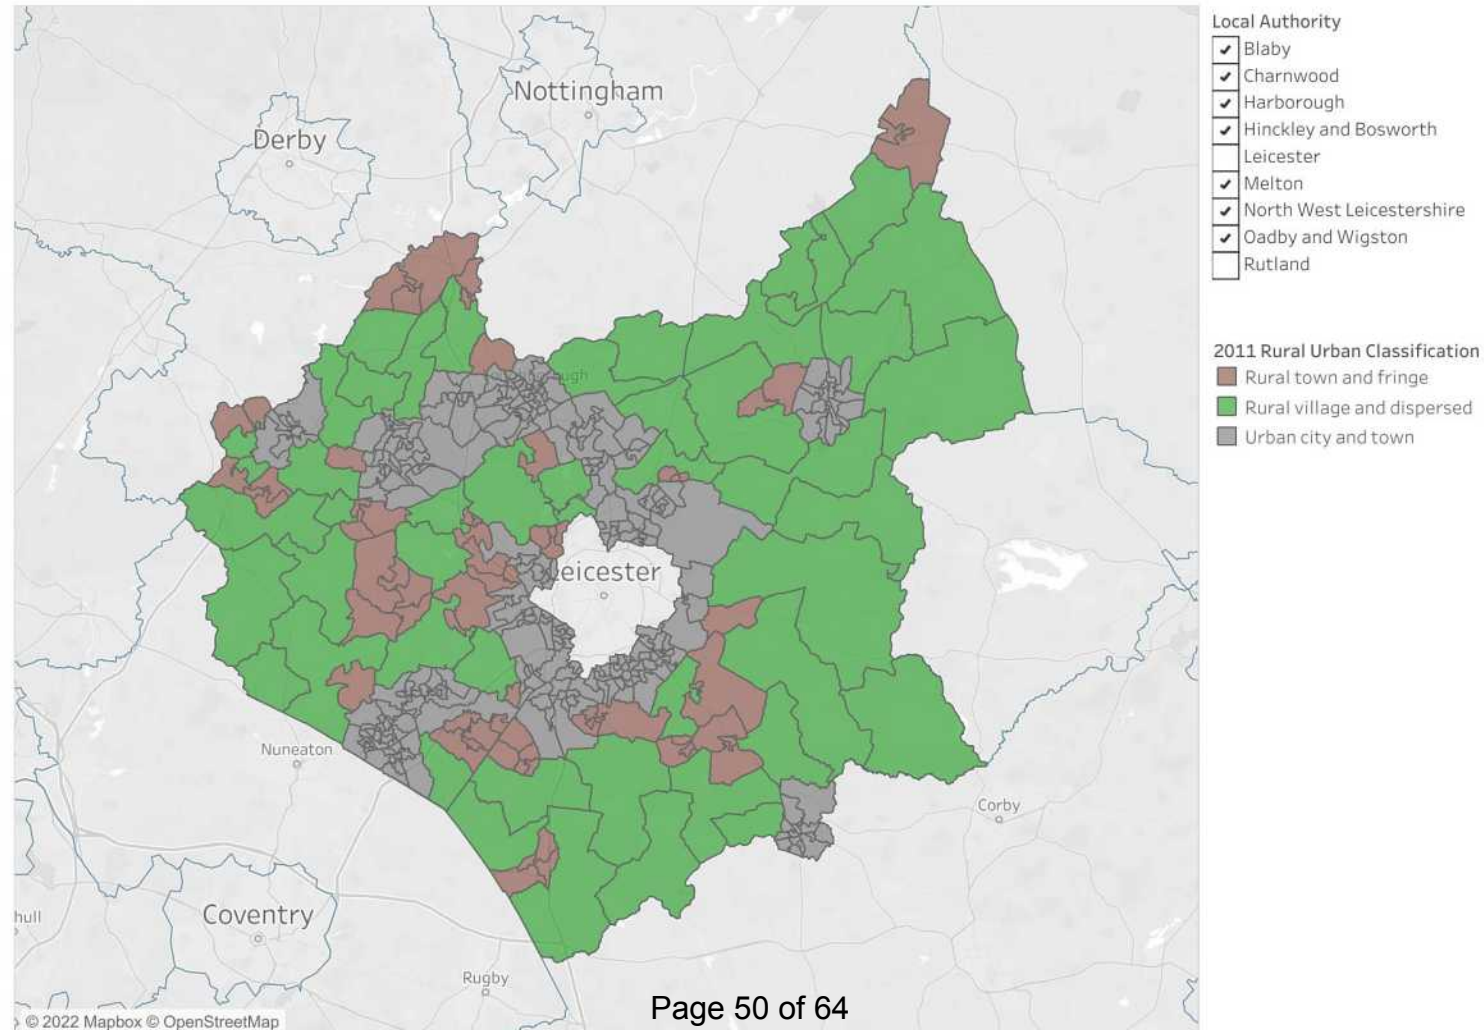 Nottingham
Derby
Leicester
Nuneaton
Corby
Coventry
hull
Rugby
Page 50 of 64
© 2022 Mapbox © OpenStreetMap
Local Authority
Blaby
Charnwood
Harborough
Hinckley and Bosworth
Leicester
Melton
North West Leicestershire
Oadby and Wigston
Rutland
2011 Rural Urban Classification
Rural town and fringe
Rural village and dispersed
Urban city and town